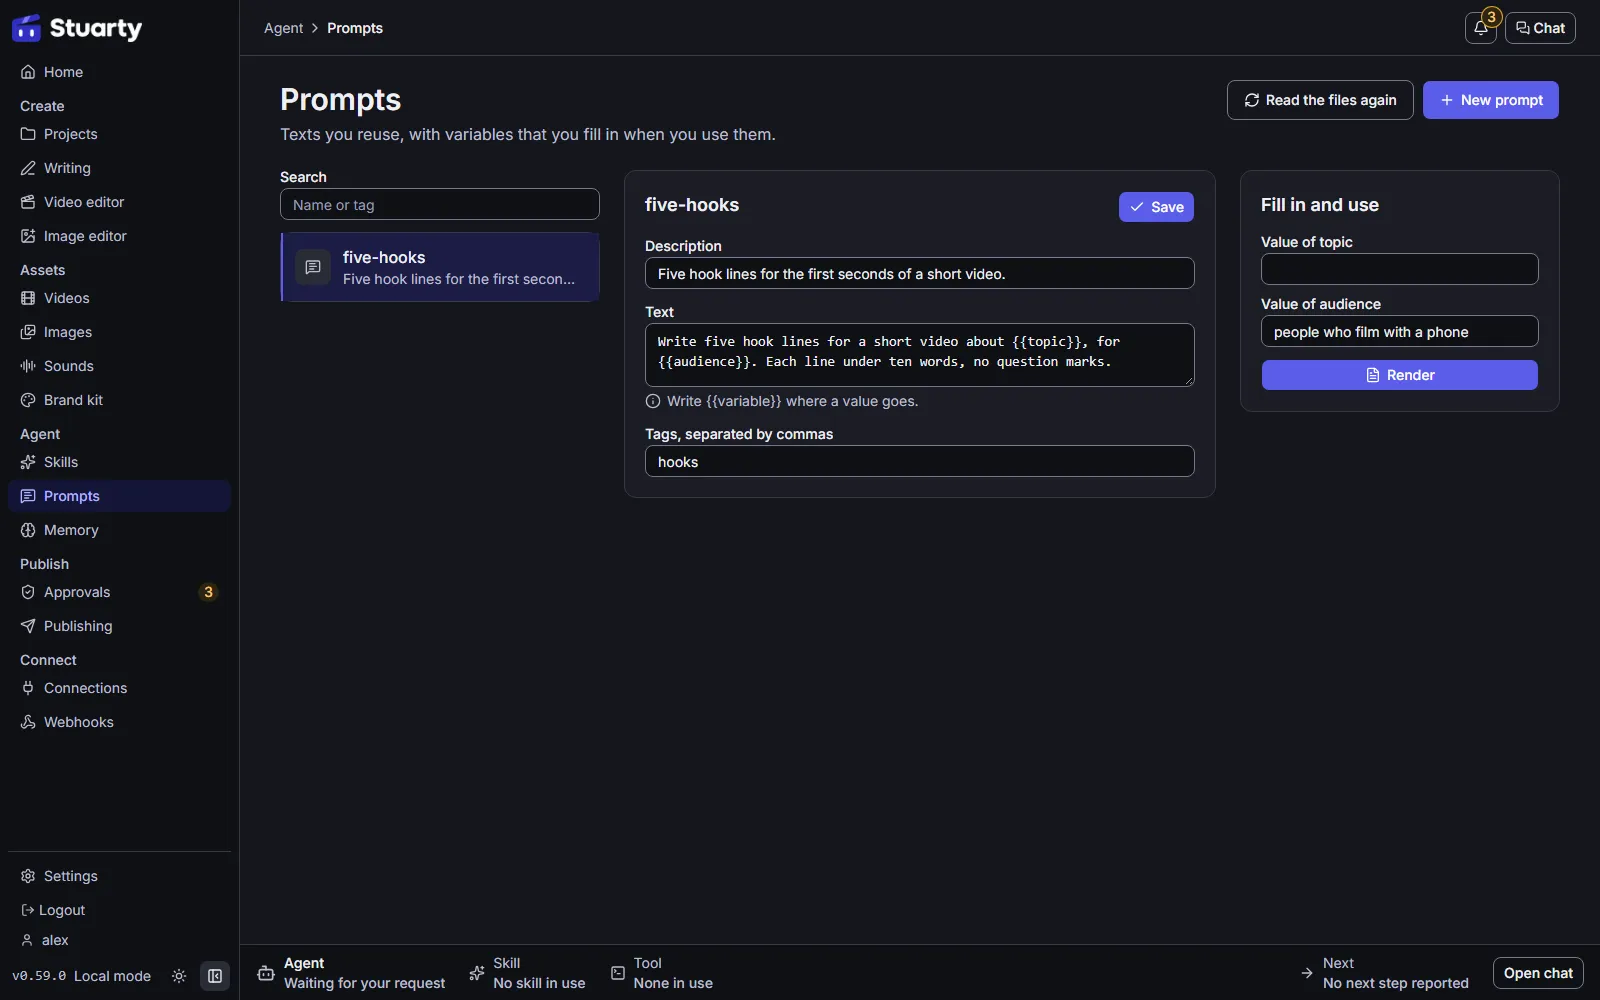 Stuarty
Home
Create
Projects
Writing
Video editor
Image editor
Assets
Videos
Images
Sounds
Brand kit
Agent
Skills
Prompts
Memory
Publish
Approvals 3
Publishing
Connect
Connections
Webhooks
Settings
Logout
alex
v0.59.0 Local mode
Agent > Prompts
3
Chat
Prompts
Texts you reuse, with variables that you fill in when you use them.
Read the files again
+ New prompt
Search
Name or tag
five-hooks
Five hook lines for the first secon...
five-hooks
Save
Description
Five hook lines for the first seconds of a short video.
Text
Write five hook lines for a short video about {{topic}}, for
{{audience}}. Each line under ten words, no question marks.
Write {{variable}} where a value goes.
Tags, separated by commas
hooks
Fill in and use
Value of topic
Value of audience
people who film with a phone
Render
Agent
Waiting for your request
Skill
No skill in use
Tool
None in use
Next
No next step reported
Open chat